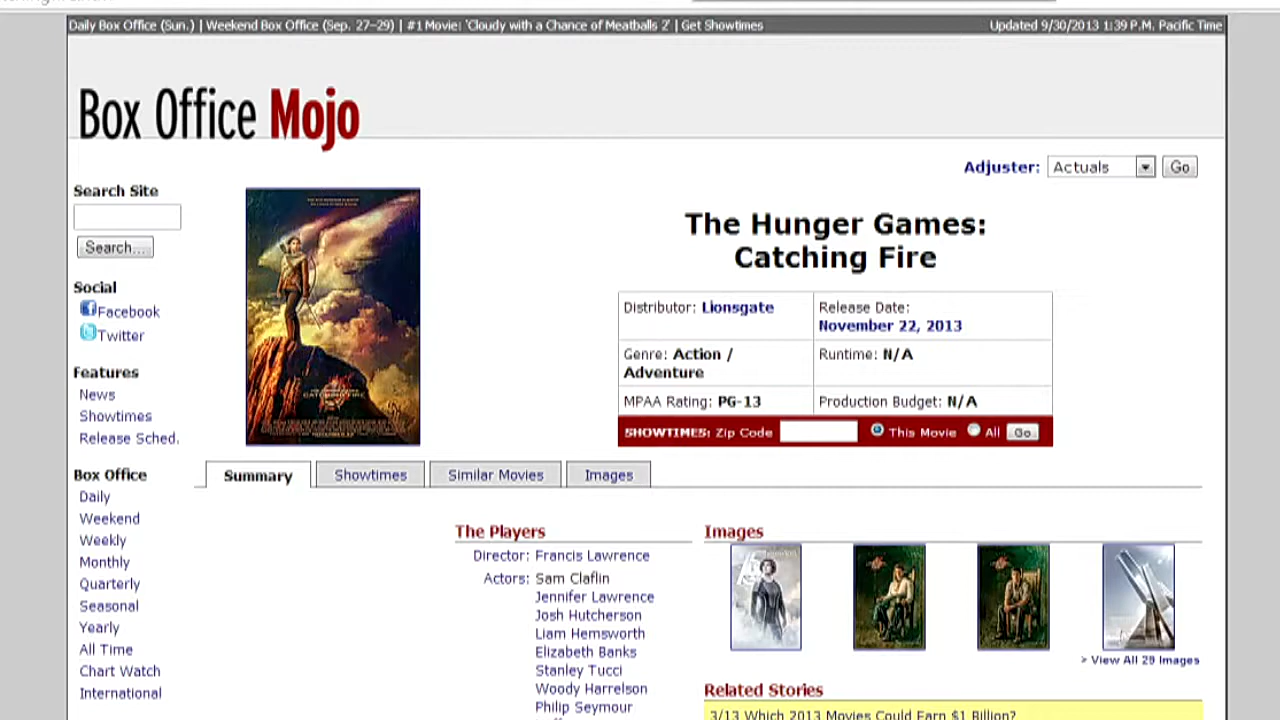 Daily Box Office (Sun.) | Weekend Box Office (Sep. 27–29) | #1 Movie: 'Cloudy with a Chance of Meatballs 2' | Get Showtimes
Updated 9/30/2013 1:39 P.M. Pacific Time
Box Office Mojo
Adjuster: Actuals Go
Search Site
Search...
Social
Facebook
Twitter
Features
News
Showtimes
Release Sched.
Box Office
Daily
Weekend
Weekly
Monthly
Quarterly
Seasonal
Yearly
All Time
Chart Watch
International
CATCHING FIRE
The Hunger Games:
Catching Fire
Distributor: Lionsgate
Release Date:
November 22, 2013
Genre: Action /
Adventure
Runtime: N/A
MPAA Rating: PG-13
Production Budget: N/A
SHOWTIMES: Zip Code This Movie All Go
Summary
Showtimes
Similar Movies
Images
The Players
Director: Francis Lawrence
Actors: Sam Claflin
Jennifer Lawrence
Josh Hutcherson
Liam Hemsworth
Elizabeth Banks
Stanley Tucci
Woody Harrelson
Philip Seymour
Images
> View All 29 Images
Related Stories
3/13 Which 2013 Movies Could Earn $1 Billion?